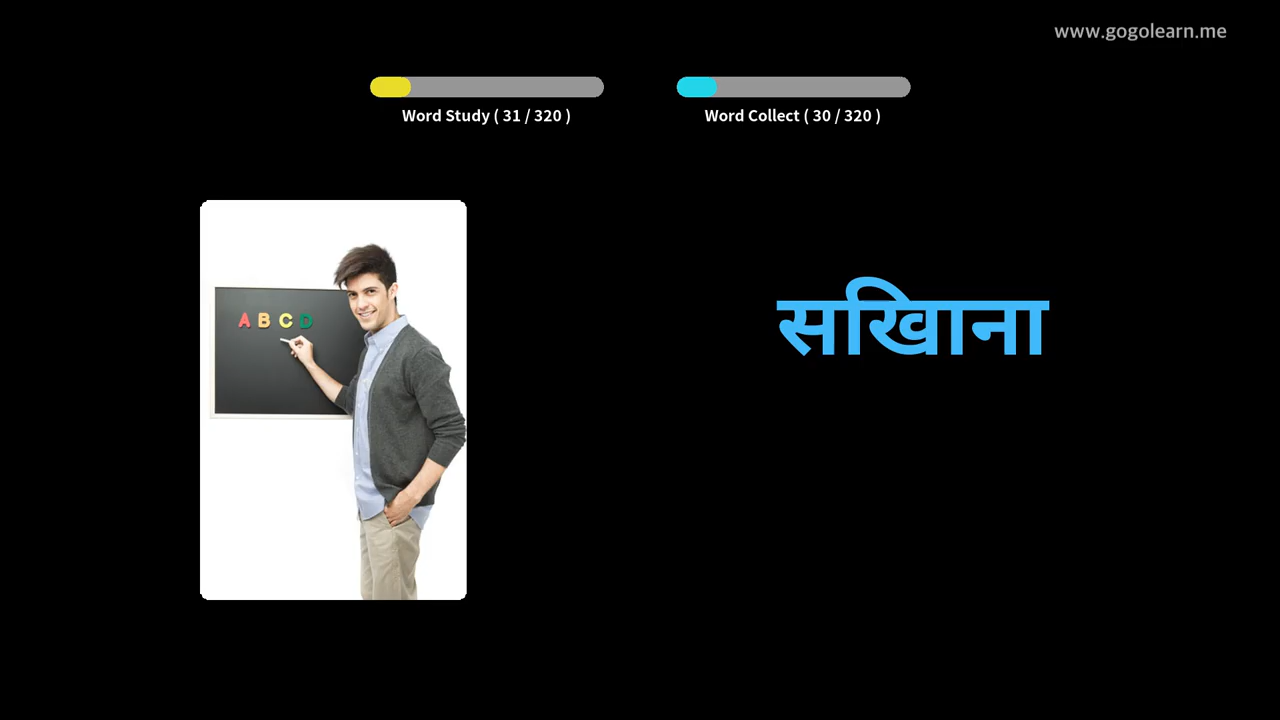 www.gogolearn.me
Word Study ( 31 / 320 )
Word Collect ( 30 / 320 )
A B C D
सखिाना